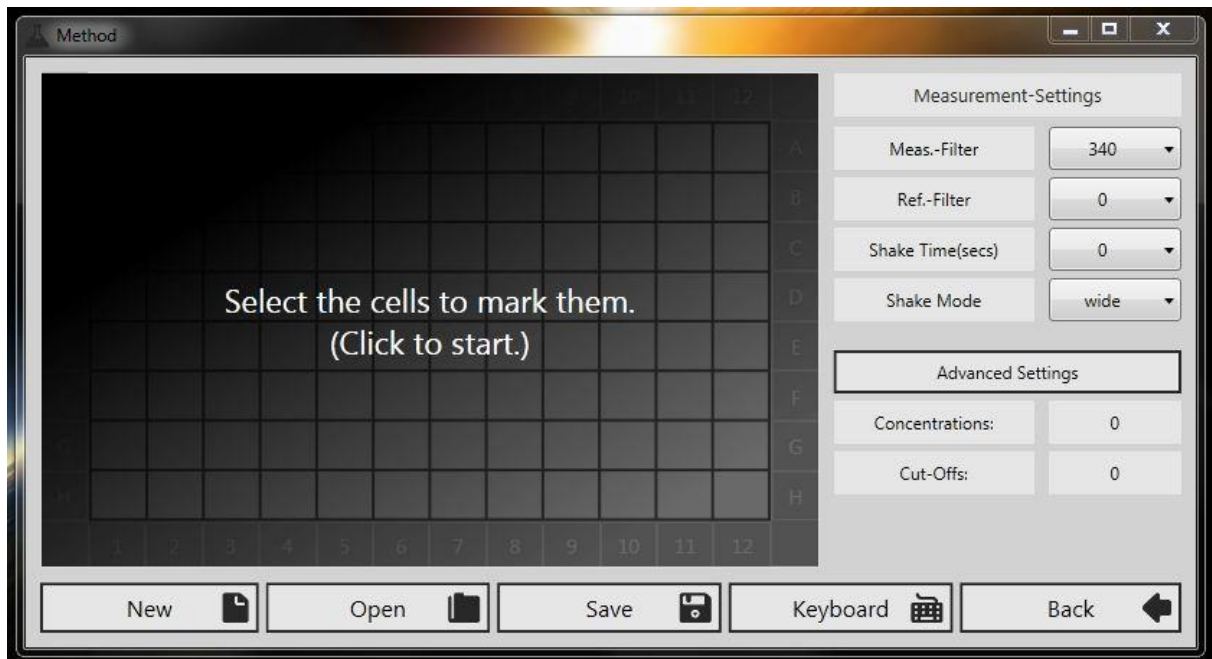 Method
10 11 12
Measurement-Settings
A
Meas.-Filter 340
B
Ref.-Filter 0
C
Shake Time(secs) 0
D
Shake Mode wide
Select the cells to mark them.
(Click to start.)
E
Advanced Settings
F
Concentrations: 0
G G
Cut-Offs: 0
H H
1 2 3 4 5 6 7 8 9 10 11 12
New Open Save Keyboard Back